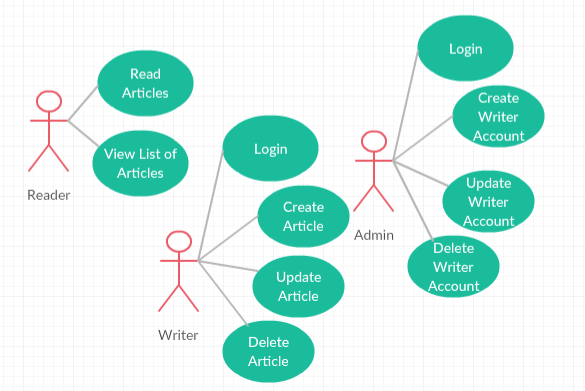 Read
Articles
View List of
Articles
Reader
Login
Create
Article
Update
Article
Delete
Article
Writer
Login
Create
Writer
Account
Update
Writer
Account
Delete
Writer
Account
Admin